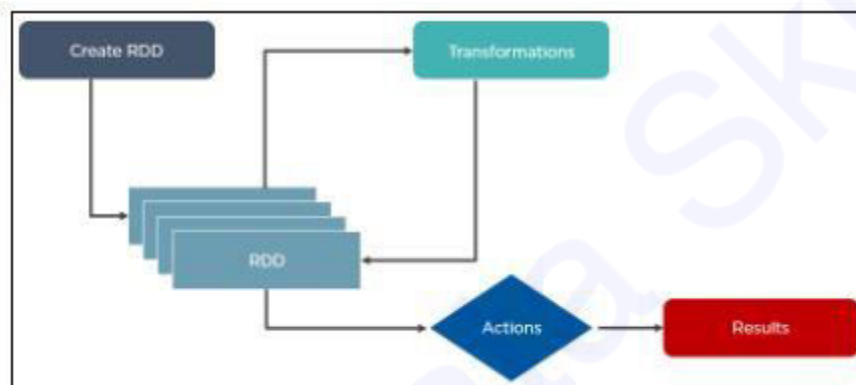 Create RDD
Transformations
RDD
Actions
Results